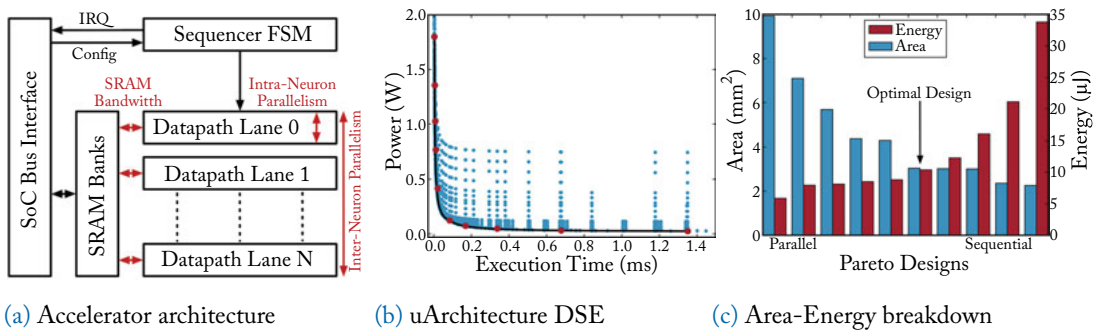 IRQ
Config
Sequencer FSM
SoC Bus Interface
SRAM Banks
SRAM
Bandwitth
Intra-Neuron
Parallelism
Datapath Lane 0
Datapath Lane 1
Datapath Lane N
Inter-Neuron Parallelism
(a) Accelerator architecture
Power (W)
2.0
1.5
1.0
0.5
0.0
0.0 0.2 0.4 0.6 0.8 1.0 1.2 1.4
Execution Time (ms)
(b) uArchitecture DSE
Area (mm²)
10
8
6
4
2
0
Energy
Area
Optimal Design
Parallel
Sequential
Pareto Designs
35
30
25
20
15
10
5
0
Energy (μJ)
(c) Area-Energy breakdown